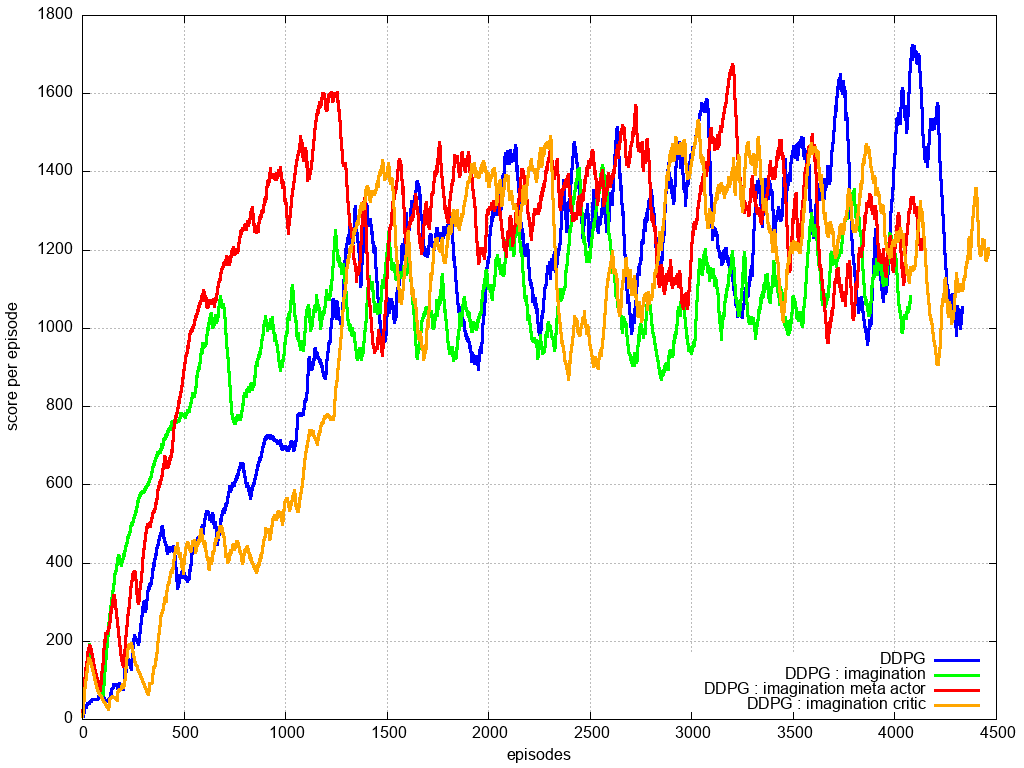 1800
1600
1400
1200
1000
800
600
400
200
0
score per episode
0 500 1000 1500 2000 2500 3000 3500 4000 4500
episodes
DDPG
DDPG : imagination
DDPG : imagination meta actor
DDPG : imagination critic